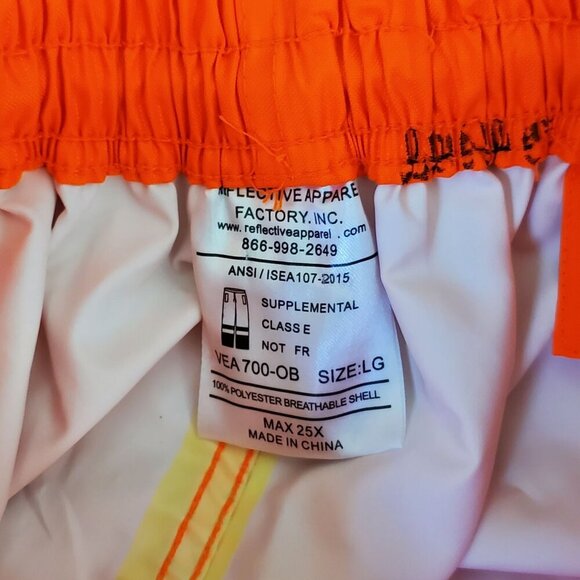 REFLECTIVE APPARE
FACTORY. INC.
www.reflectiveapparel.com
866-998-2649
ANSI/ISEA107-2015
SUPPLEMENTAL
CLASS E
NOT FR
VEA700-OB SIZE:LG
100% POLYESTER BREATHABLE SHELL
MAX 25X
MADE IN CHINA